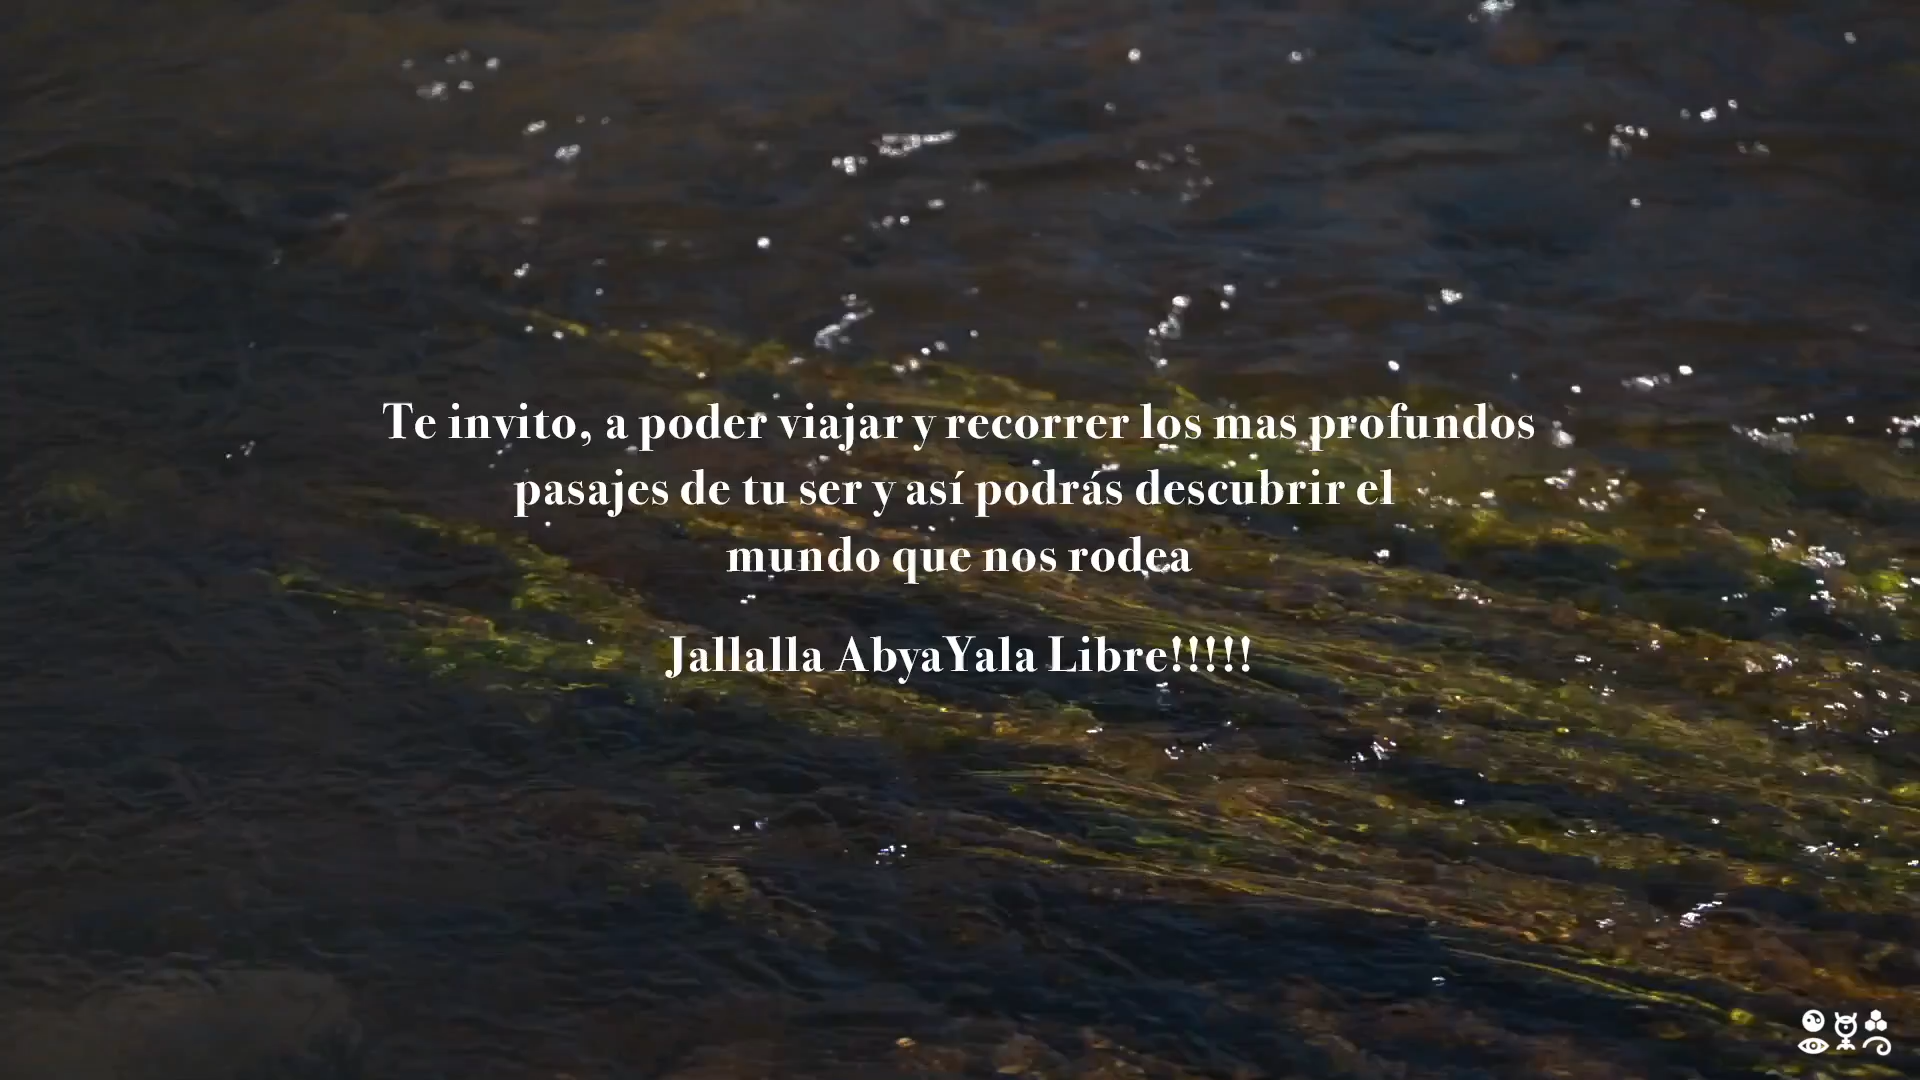 Te invito, a poder viajar y recorrer los mas profundos
pasajes de tu ser y así podrás descubrir el
mundo que nos rodea
Jallalla AbyaYala Libre!!!!!